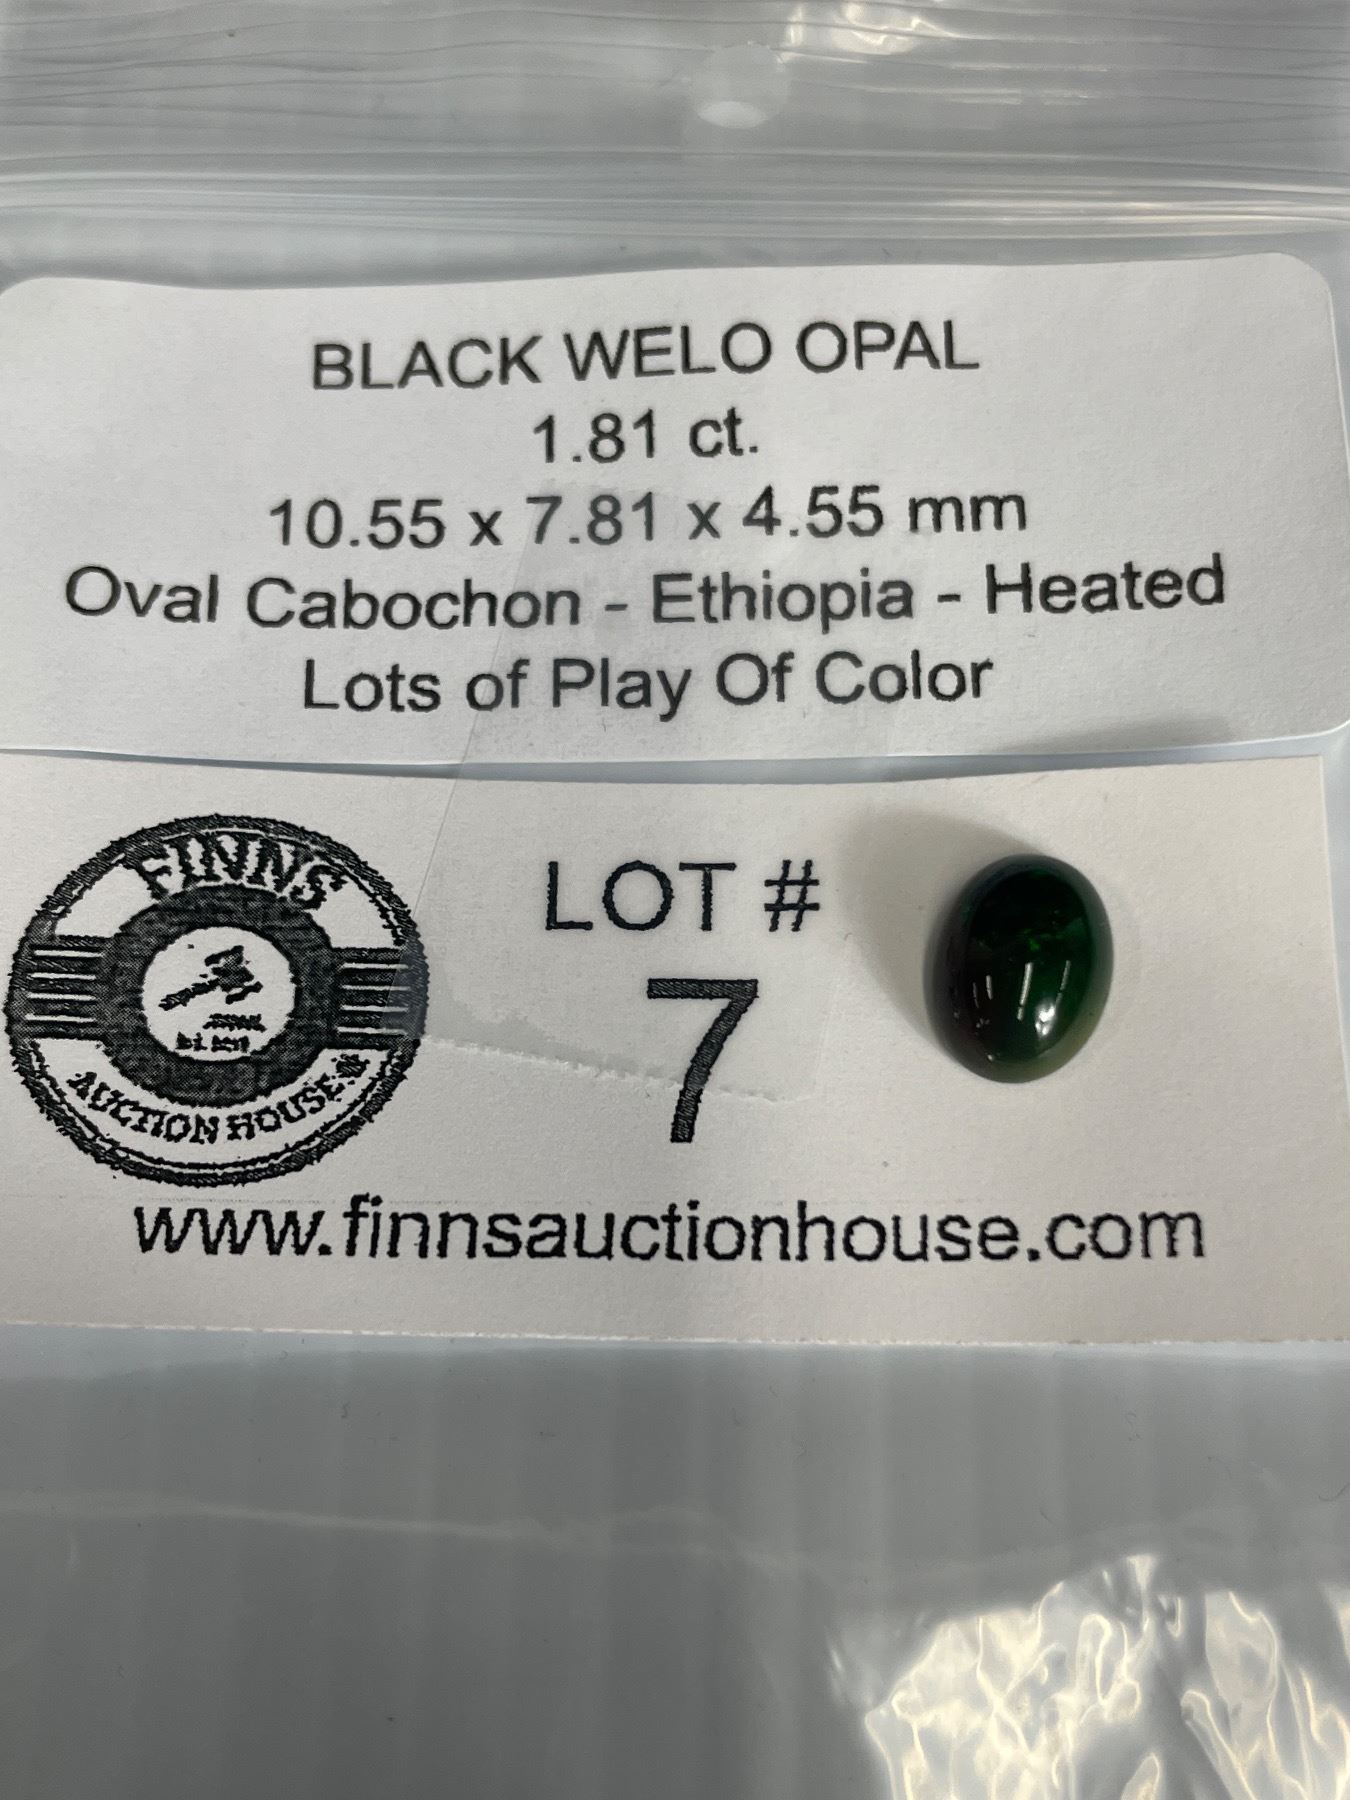 BLACK WELO OPAL
1.81 ct.
10.55 x 7.81 x 4.55 mm
Oval Cabochon - Ethiopia - Heated
Lots of Play Of Color
FINNS
AUCTION HOUSE
LOT #
7
www.finnsauctionhouse.com